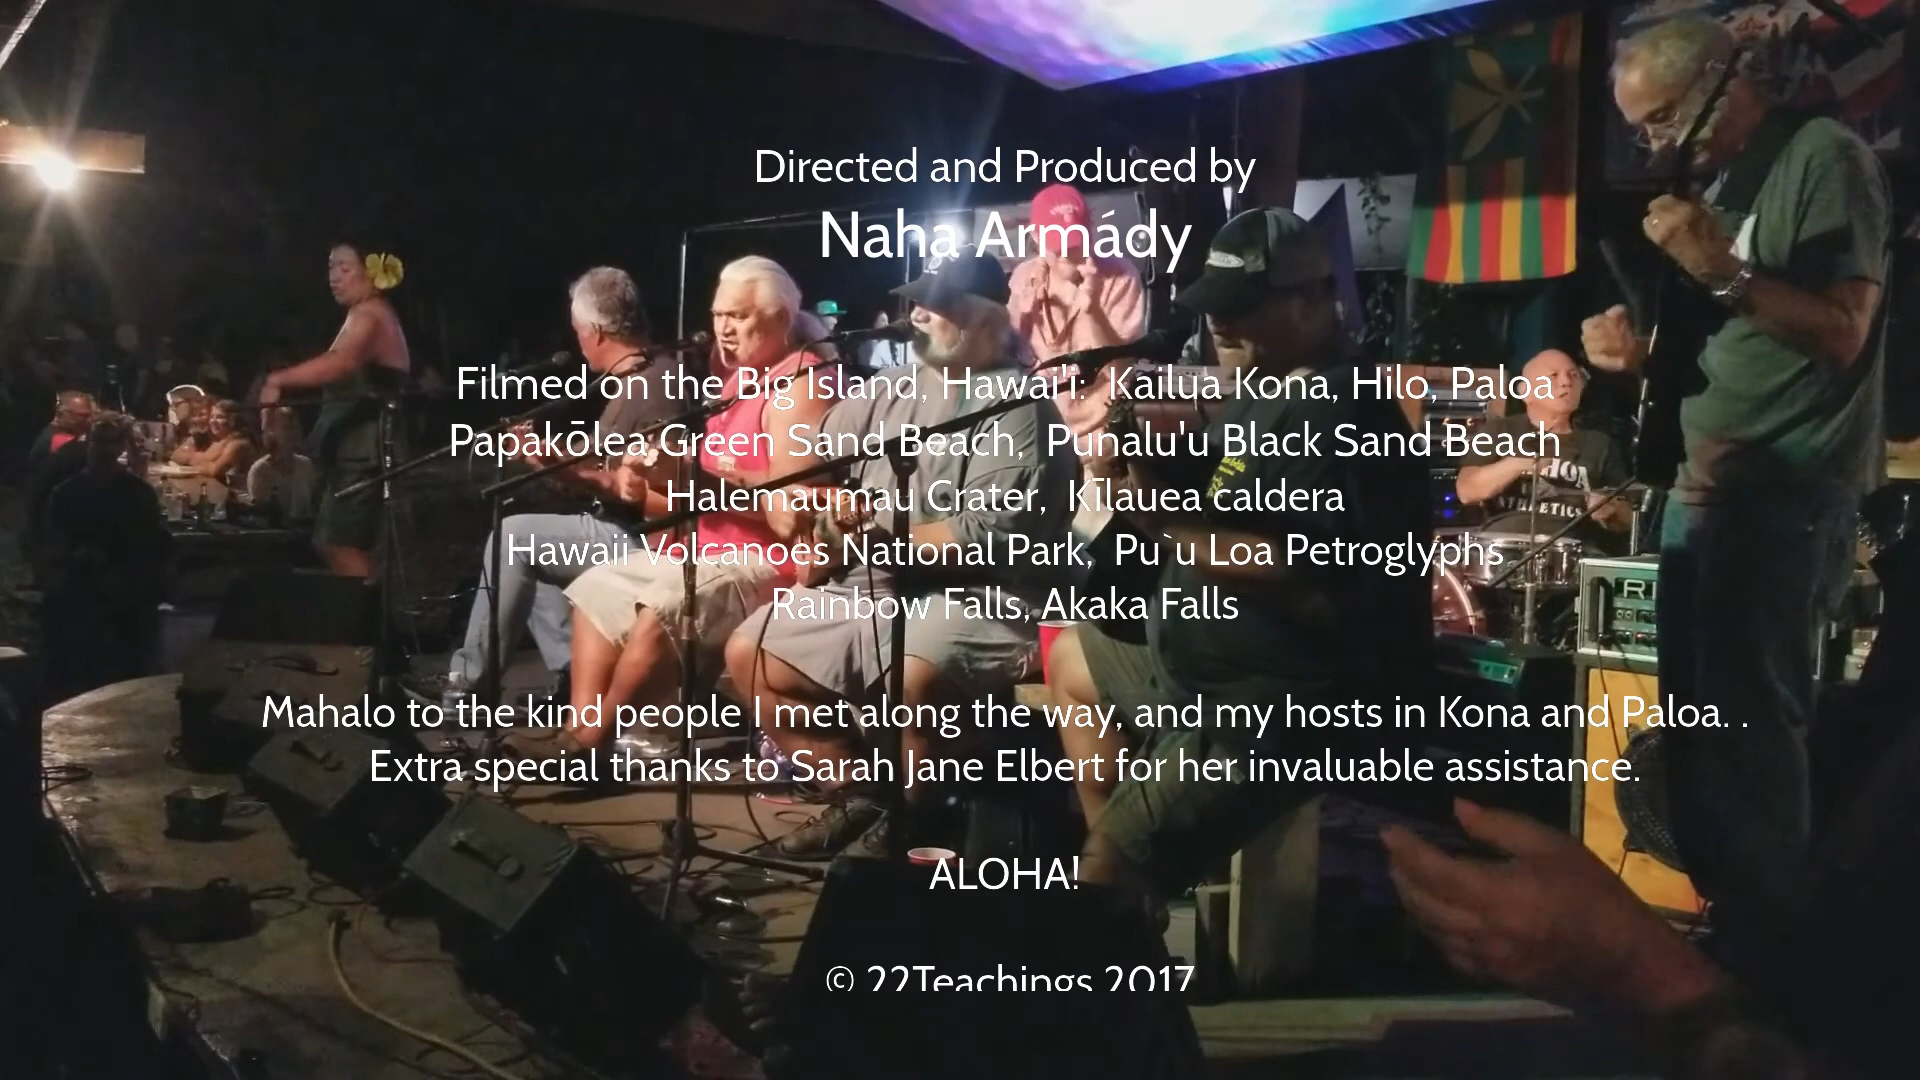 Directed and Produced by
Naha Armády
Filmed on the Big Island, Hawai'i: Kailua Kona, Hilo, Paloa
Papakōlea Green Sand Beach, Punalu'u Black Sand Beach
Halemaumau Crater, Kīlauea caldera
Hawaii Volcanoes National Park, Pu`u Loa Petroglyphs
Rainbow Falls, Akaka Falls
Mahalo to the kind people I met along the way, and my hosts in Kona and Paloa. .
Extra special thanks to Sarah Jane Elbert for her invaluable assistance.
ALOHA!
© 22Teachings 2017
ATHLETICS
R